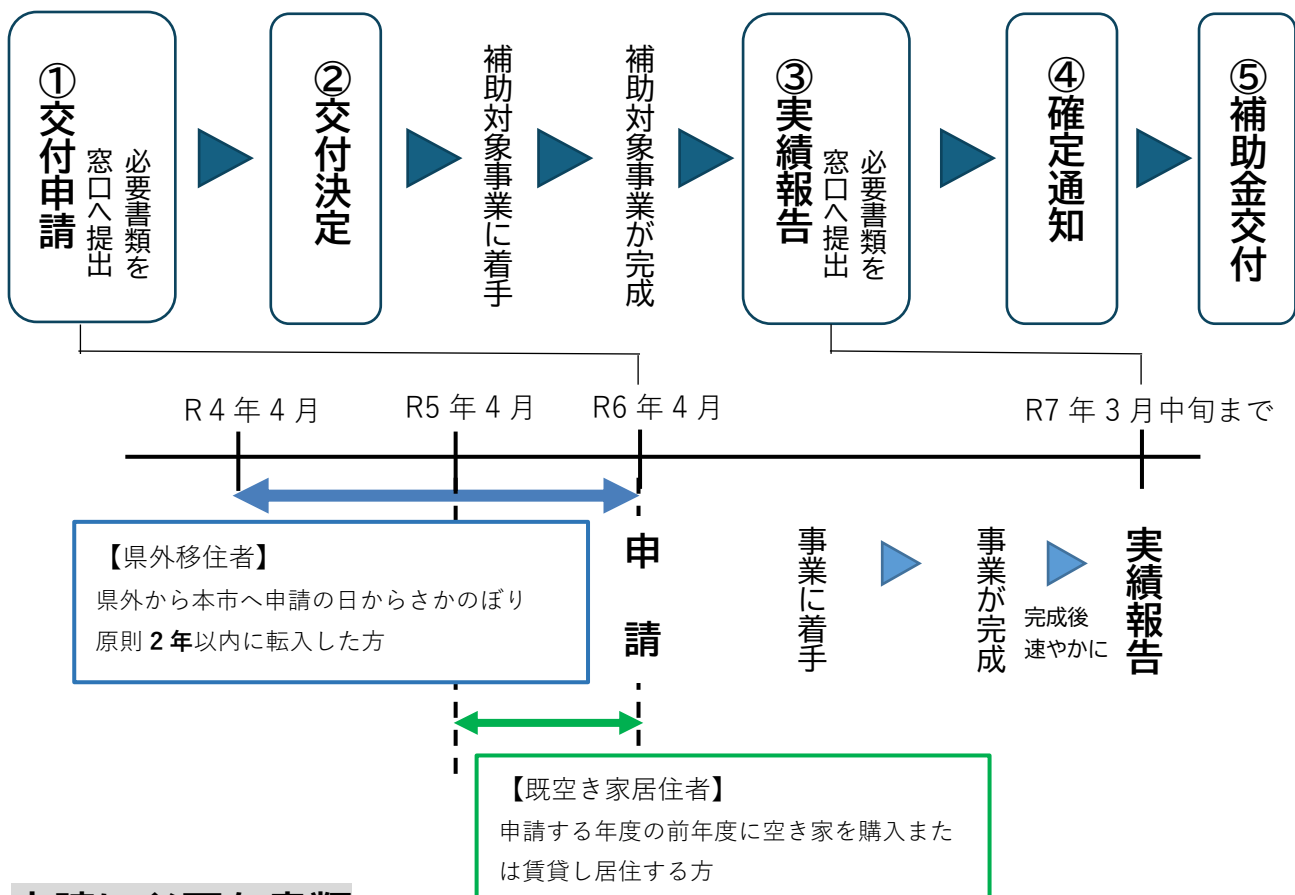 ①交付申請
必要書類を
窓口へ提出
②交付決定
補助対象事業に着手
補助対象事業が完成
③実績報告
必要書類を
窓口へ提出
④確定通知
⑤補助金交付
R4年4月
R5年4月
R6年4月
R7年3月中旬まで
【県外移住者】
県外から本市へ申請の日からさかのぼり
原則2年以内に転入した方
申請
事業に着手
事業が完成
完成後
速やかに
実績報告
【既空き家居住者】
申請する年度の前年度に空き家を購入また
は賃貸し居住する方